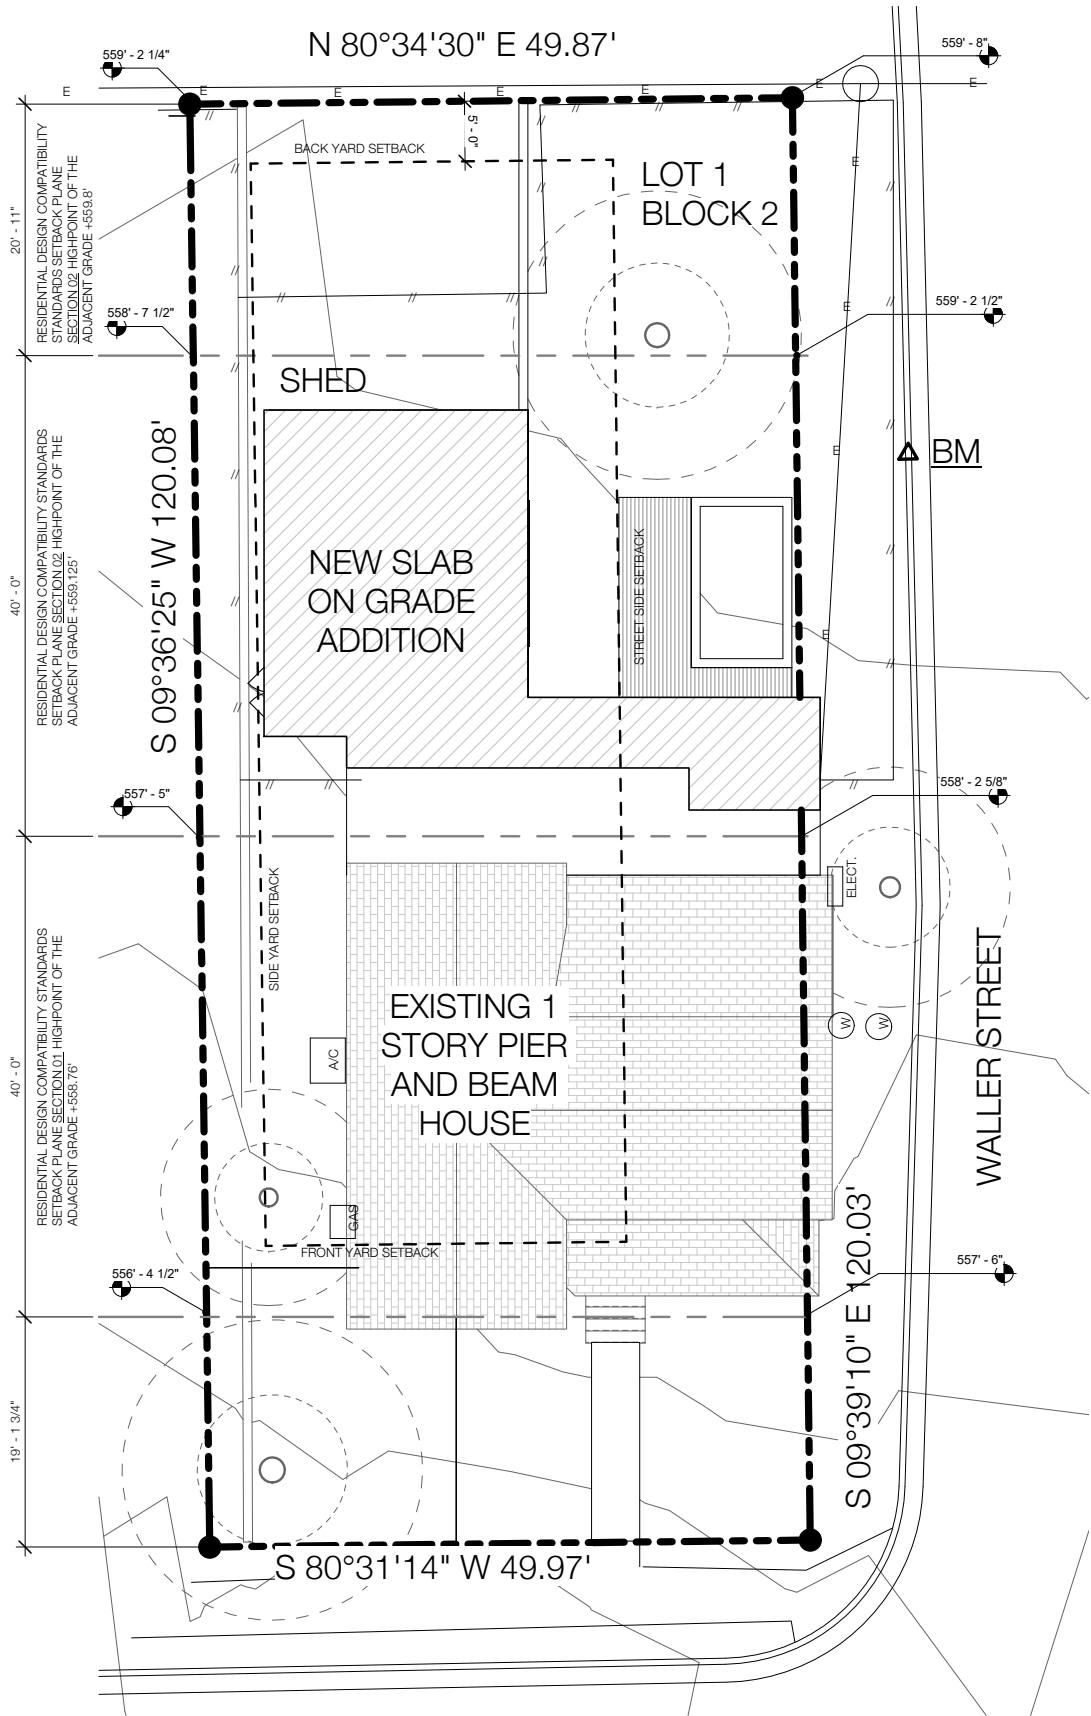 N 80°34'30" E 49.87'
559' - 2 1/4"
559' - 8"
E
E
E
E
E
E
E
5' - 0"
BACK YARD SETBACK
LOT 1
BLOCK 2
20' - 11"
RESIDENTIAL DESIGN COMPATIBILITY
STANDARDS SETBACK PLANE
SECTION 02 HIGHPOINT OF THE
ADJACENT GRADE +559.8'
E
558' - 7 1/2"
559' - 2 1/2"
E
SHED
BM
E
S 09°36'25" W 120.08'
40' - 0"
RESIDENTIAL DESIGN COMPATIBILITY STANDARDS
SETBACK PLANE SECTION 02 HIGHPOINT OF THE
ADJACENT GRADE +559.125'
NEW SLAB
ON GRADE
ADDITION
STREET SIDE SETBACK
E
557' - 5"
558' - 2 5/8"
ELECT.
SIDE YARD SETBACK
40' - 0"
RESIDENTIAL DESIGN COMPATIBILITY STANDARDS
SETBACK PLANE SECTION 01 HIGHPOINT OF THE
ADJACENT GRADE +558.76'
EXISTING 1
STORY PIER
AND BEAM
HOUSE
A/C
W
W
WALLER STREET
GAS
FRONT YARD SETBACK
556' - 4 1/2"
557' - 6"
S 09°39'10" E 120.03'
19' - 1 3/4"
S 80°31'14" W 49.97'